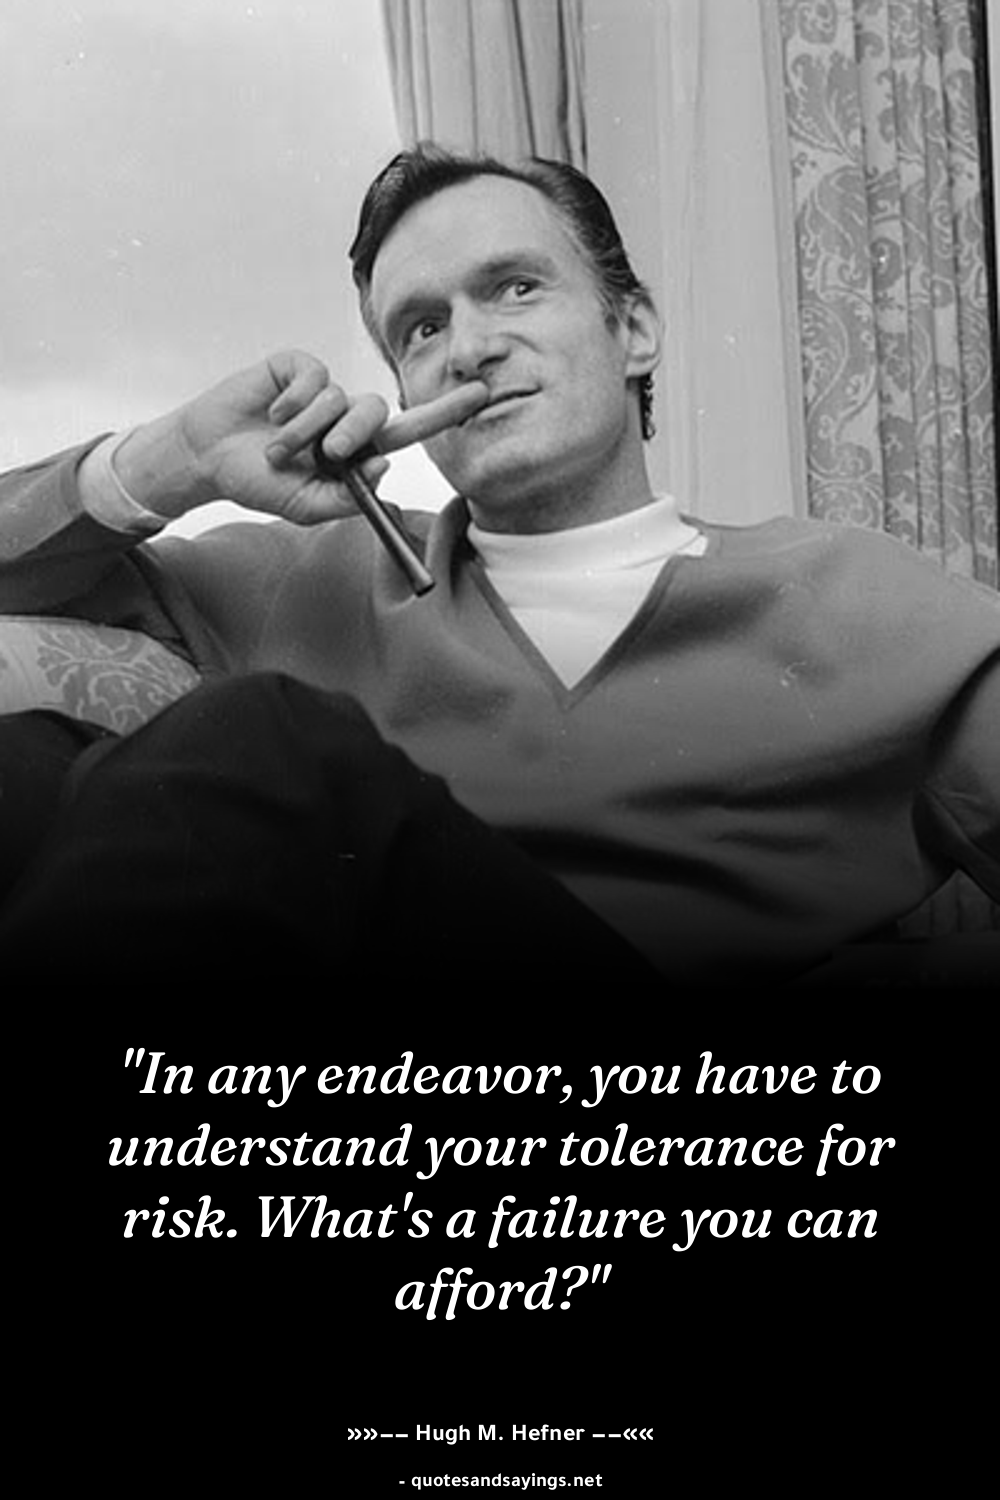 "In any endeavor, you have to
understand your tolerance for
risk. What's a failure you can
afford?"
»»−− Hugh M. Hefner −−««
- quotesandsayings.net